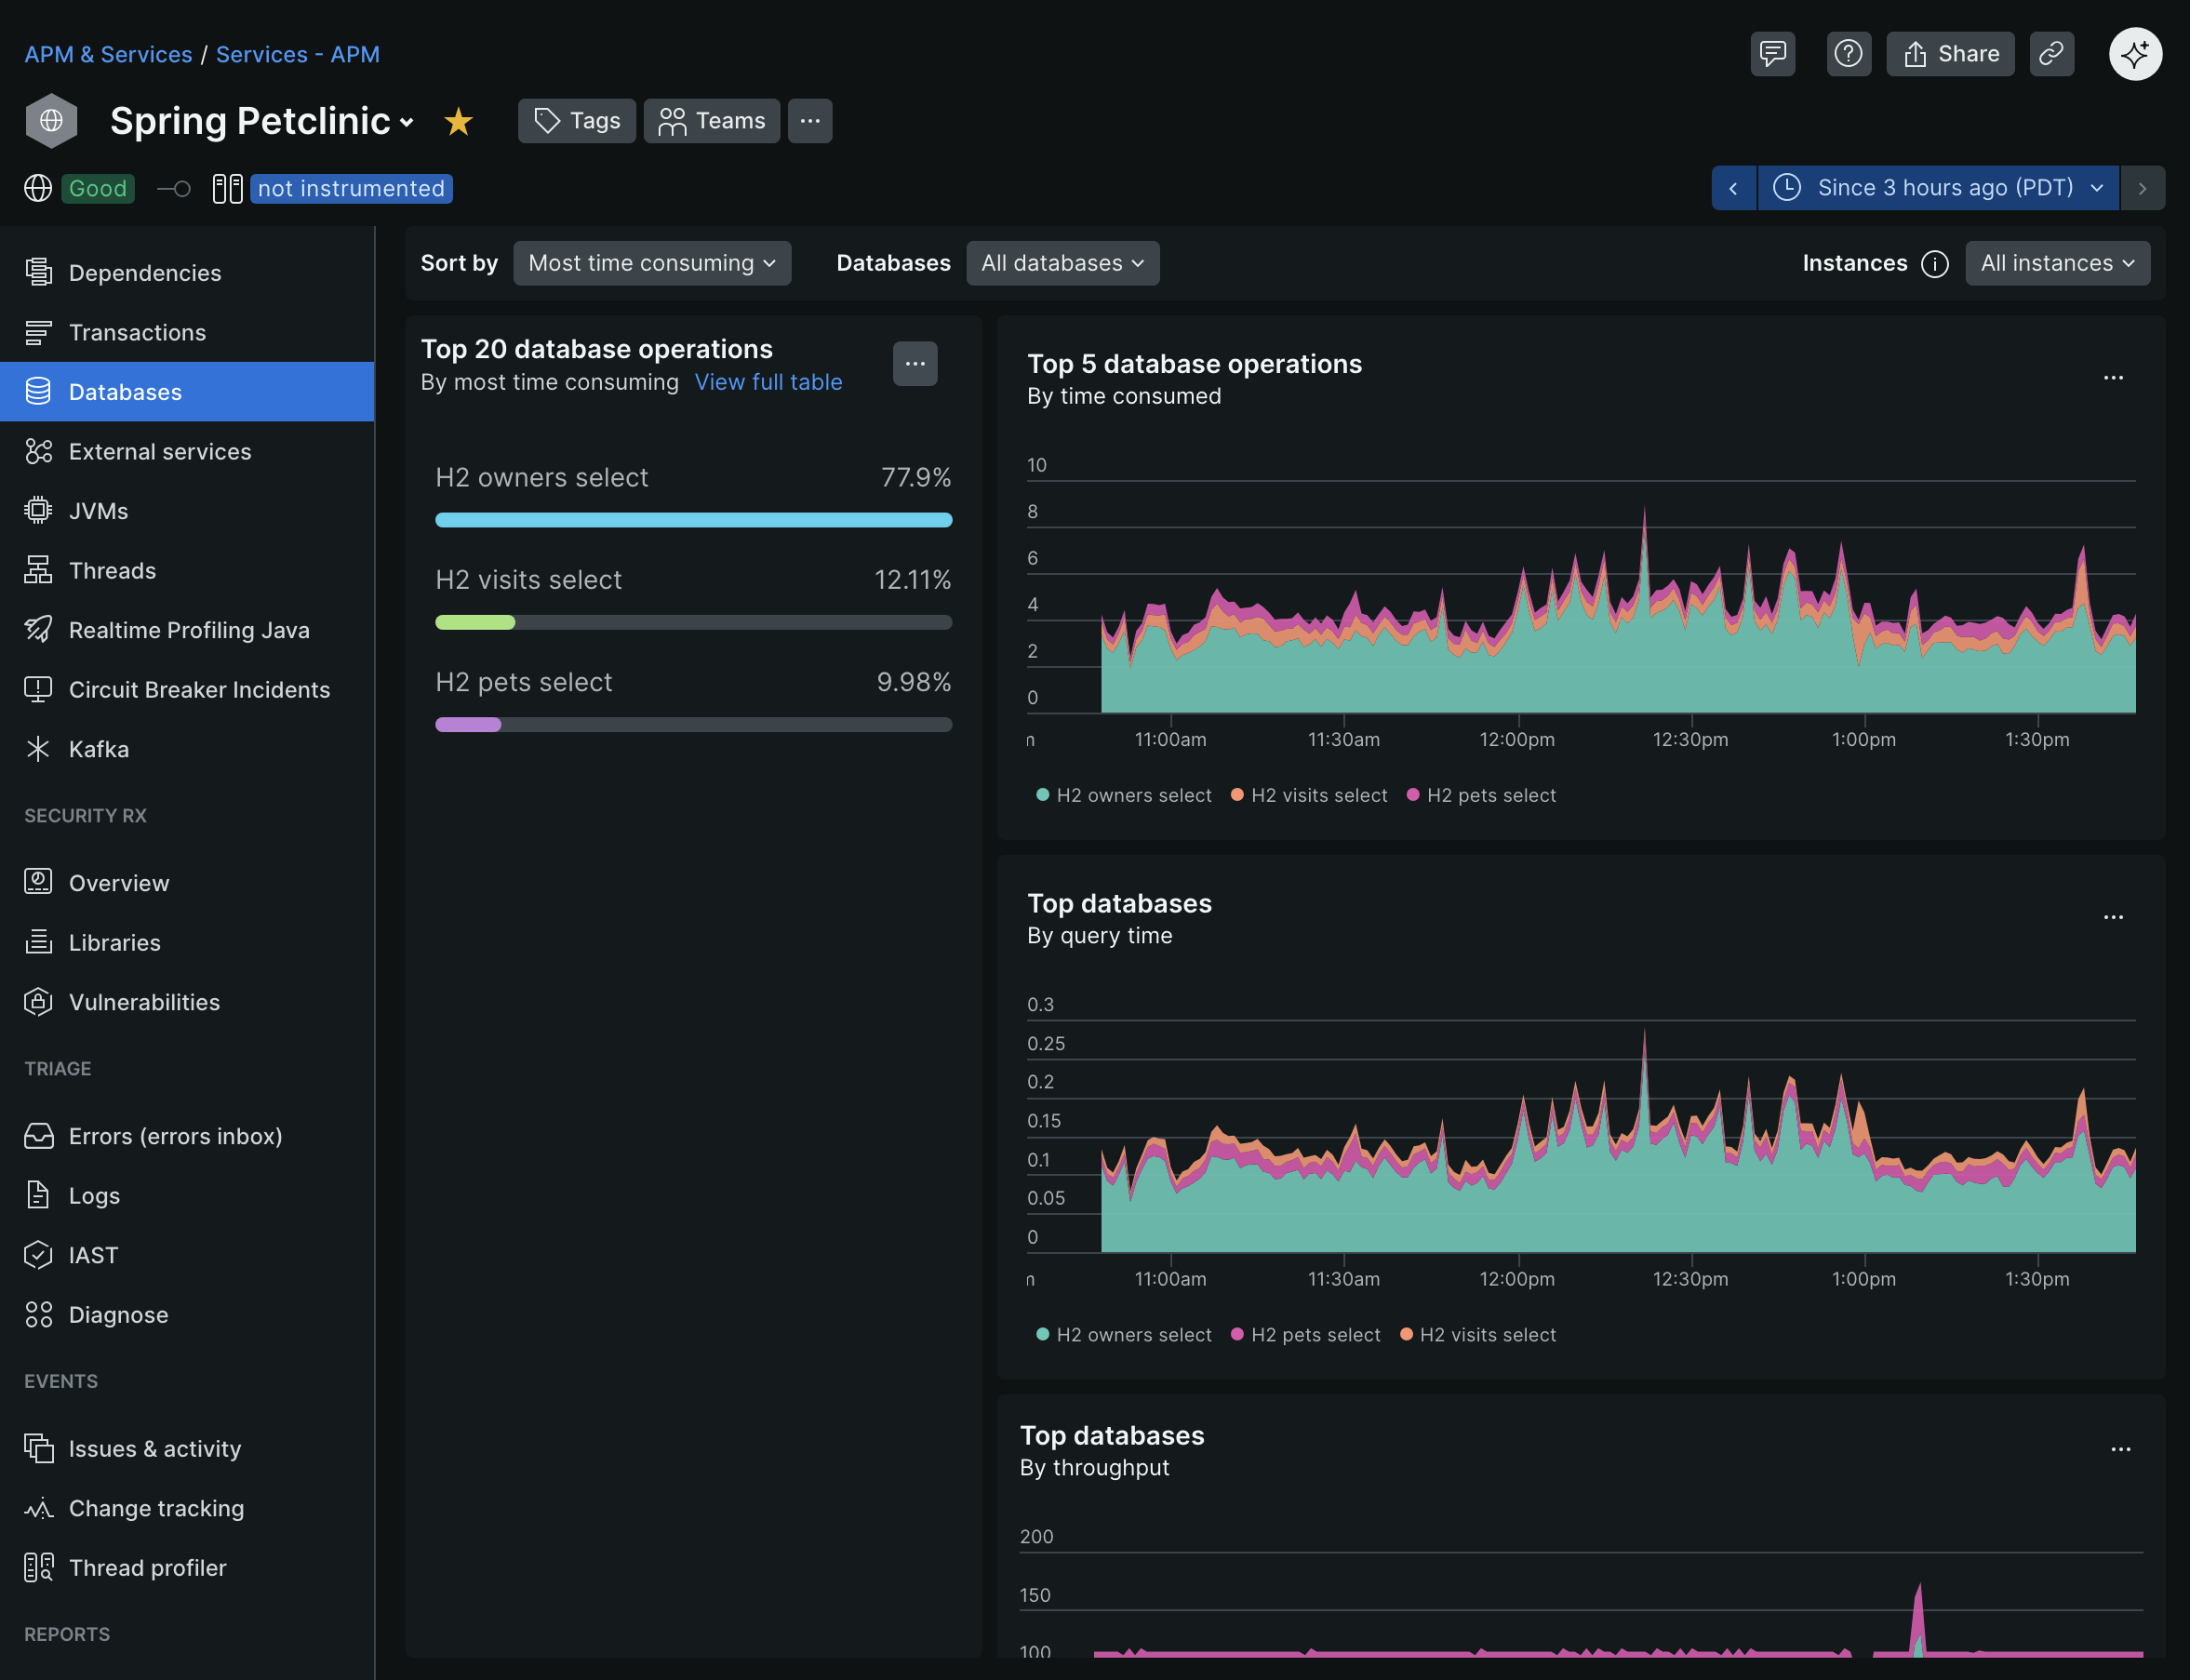 APM & Services / Services - APM
Share
Spring Petclinic
Tags
Teams
Good
not instrumented
Since 3 hours ago (PDT)
Dependencies
Transactions
Databases
External services
JVMs
Threads
Realtime Profiling Java
Circuit Breaker Incidents
Kafka
SECURITY RX
Overview
Libraries
Vulnerabilities
TRIAGE
Errors (errors inbox)
Logs
IAST
Diagnose
EVENTS
Issues & activity
Change tracking
Thread profiler
REPORTS
Sort by Most time consuming Databases All databases Instances All instances
Top 20 database operations
By most time consuming View full table
H2 owners select 77.9%
H2 visits select 12.11%
H2 pets select 9.98%
Top 5 database operations
By time consumed
10
8
6
4
2
0
n 11:00am 11:30am 12:00pm 12:30pm 1:00pm 1:30pm
H2 owners select H2 visits select H2 pets select
Top databases
By query time
0.3
0.25
0.2
0.15
0.1
0.05
0
n 11:00am 11:30am 12:00pm 12:30pm 1:00pm 1:30pm
H2 owners select H2 pets select H2 visits select
Top databases
By throughput
200
150
100